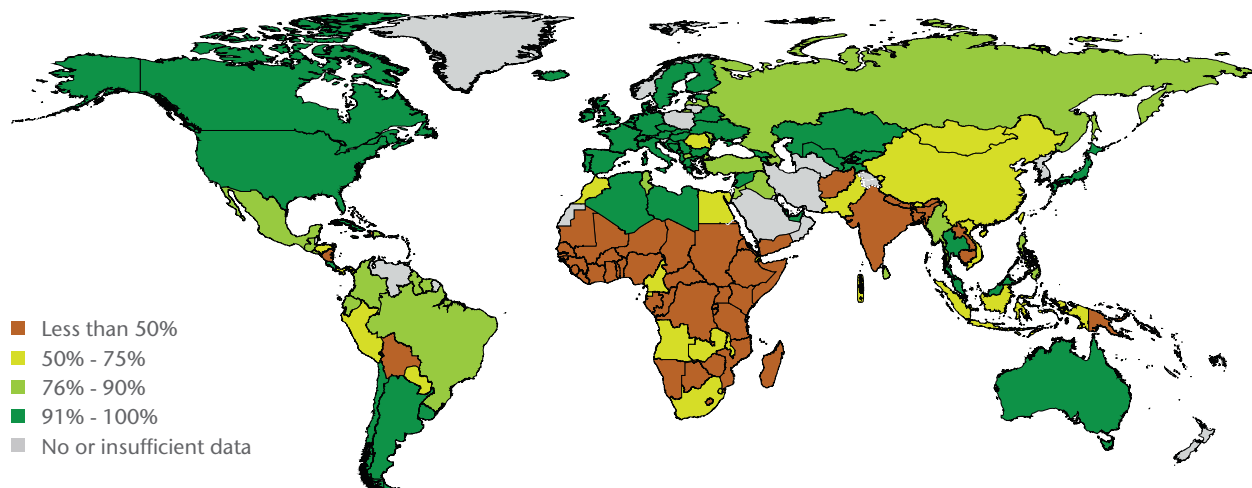 Less than 50%
50% - 75%
76% - 90%
91% - 100%
No or insufficient data